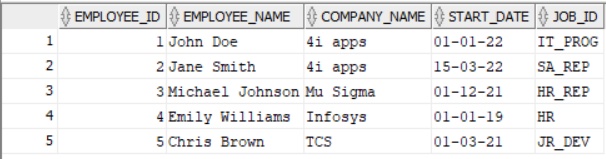 EMPLOYEE_ID EMPLOYEE_NAME COMPANY_NAME START_DATE JOB_ID
1 1 John Doe 4i apps 01-01-22 IT_PROG
2 2 Jane Smith 4i apps 15-03-22 SA_REP
3 3 Michael Johnson Mu Sigma 01-12-21 HR_REP
4 4 Emily Williams Infosys 01-01-19 HR
5 5 Chris Brown TCS 01-03-21 JR_DEV